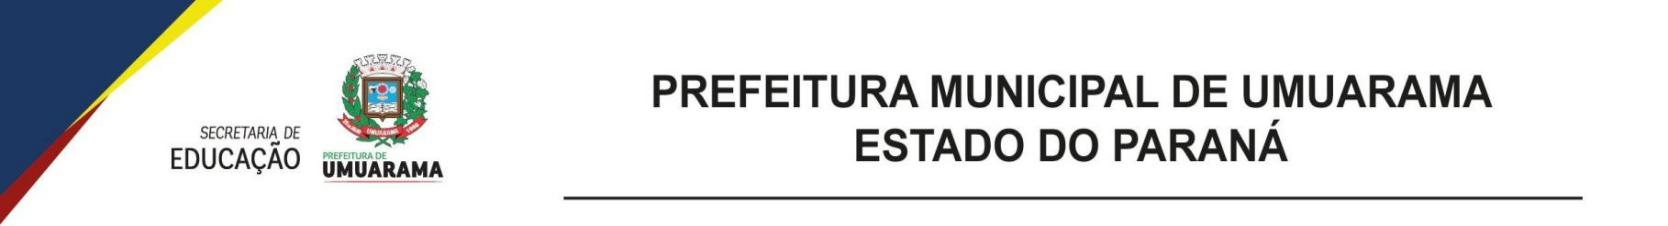 SECRETARIA DE
EDUCAÇÃO
PREFEITURA DE
UMUARAMA
PREFEITURA MUNICIPAL DE UMUARAMA
ESTADO DO PARANÁ